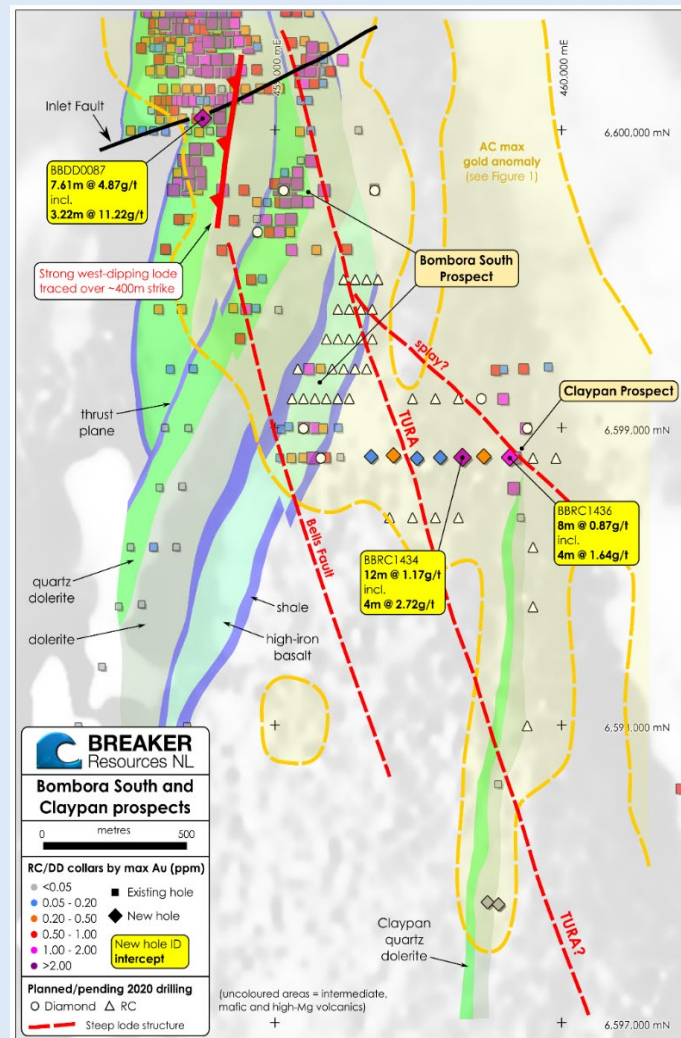 460,000 mE
Inlet Fault
6,600,000 mN
AC max
gold anomaly
(see Figure 1)
BBDD0087
7.61m @ 4.87g/t
incl.
3.22m @ 11.22g/t
Strong west-dipping lode
traced over ~400m strike
Bombora South
Prospect
splay?
Claypan Prospect
thrust
plane
TURA
6,599,000 mN
BBRC1436
8m @ 0.87g/t
incl.
4m @ 1.64g/t
Bells Fault
BBRC1434
12m @ 1.17g/t
incl.
4m @ 2.72g/t
quartz
dolerite
dolerite
shale
high-iron
basalt
6,598,000 mN
BREAKER
Resources NL
Bombora South and
Claypan prospects
metres
0 500
RC/DD collars by max Au (ppm)
<0.05
0.05 - 0.20
0.20 - 0.50
0.50 - 1.00
1.00 - 2.00
>2.00
Existing hole
New hole
New hole ID
intercept
Planned/pending 2020 drilling
Diamond
RC
Steep lode structure
Claypan
quartz
dolerite
TURA?
(uncoloured areas = intermediate,
mafic and high-Mg volcanics)
6,597,000 mN